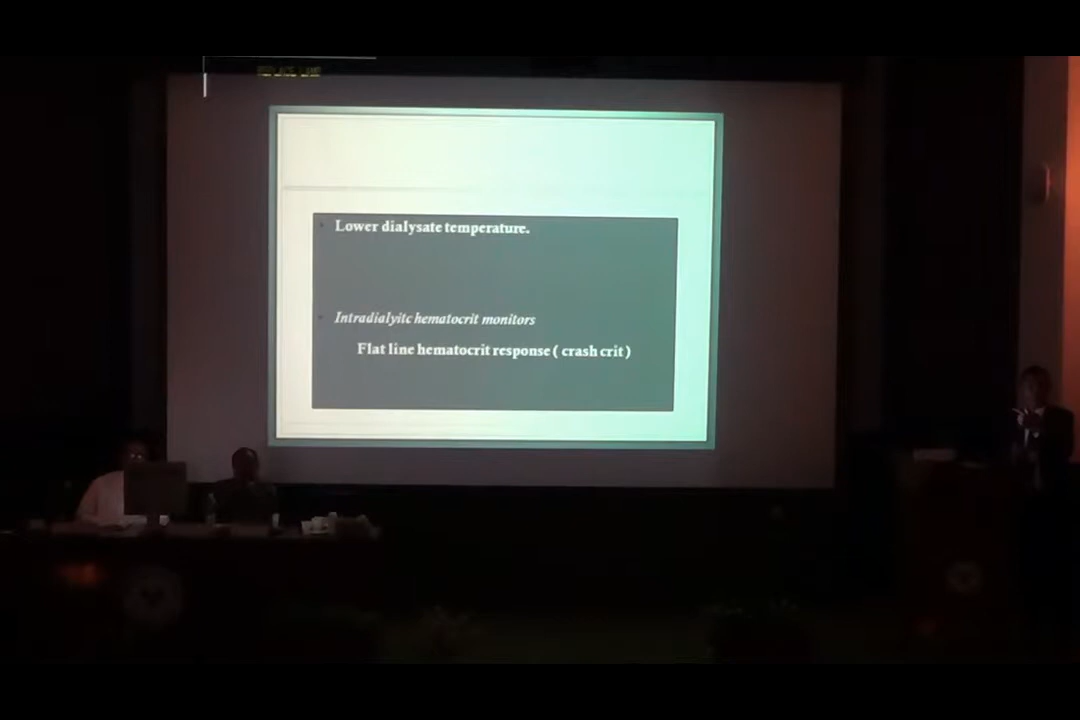 Lower dialysate temperature.
Intradialyitc hematocrit monitors
Flat line hematocrit response ( crash crit )